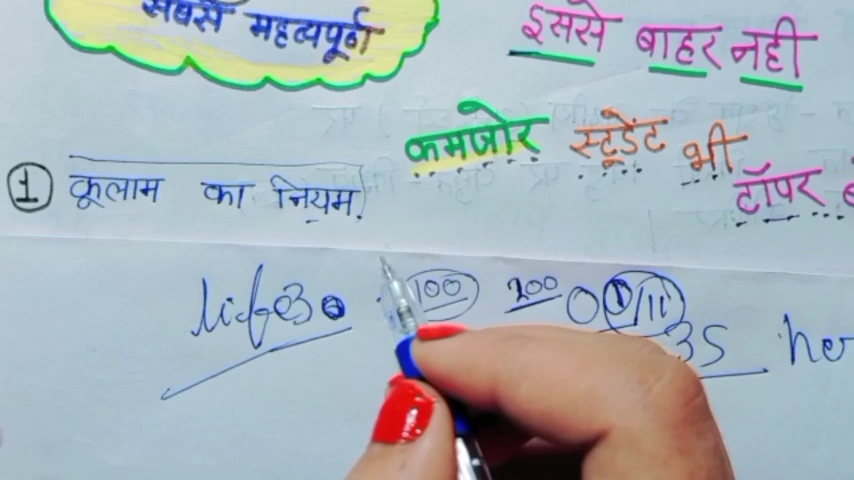 सबसे महत्वपूर्ण
इससे बाहर नही
कमजोर स्टूडेंट भी
टॉपर
1 कूलाम का नियम
100 200
35